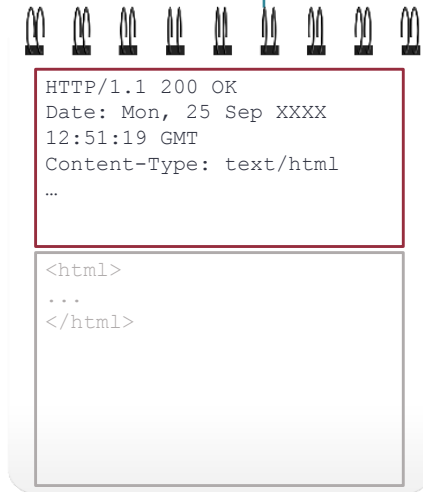 HTTP/1.1 200 OK
Date: Mon, 25 Sep XXXX
12:51:19 GMT
Content-Type: text/html
…
<html>
...
</html>